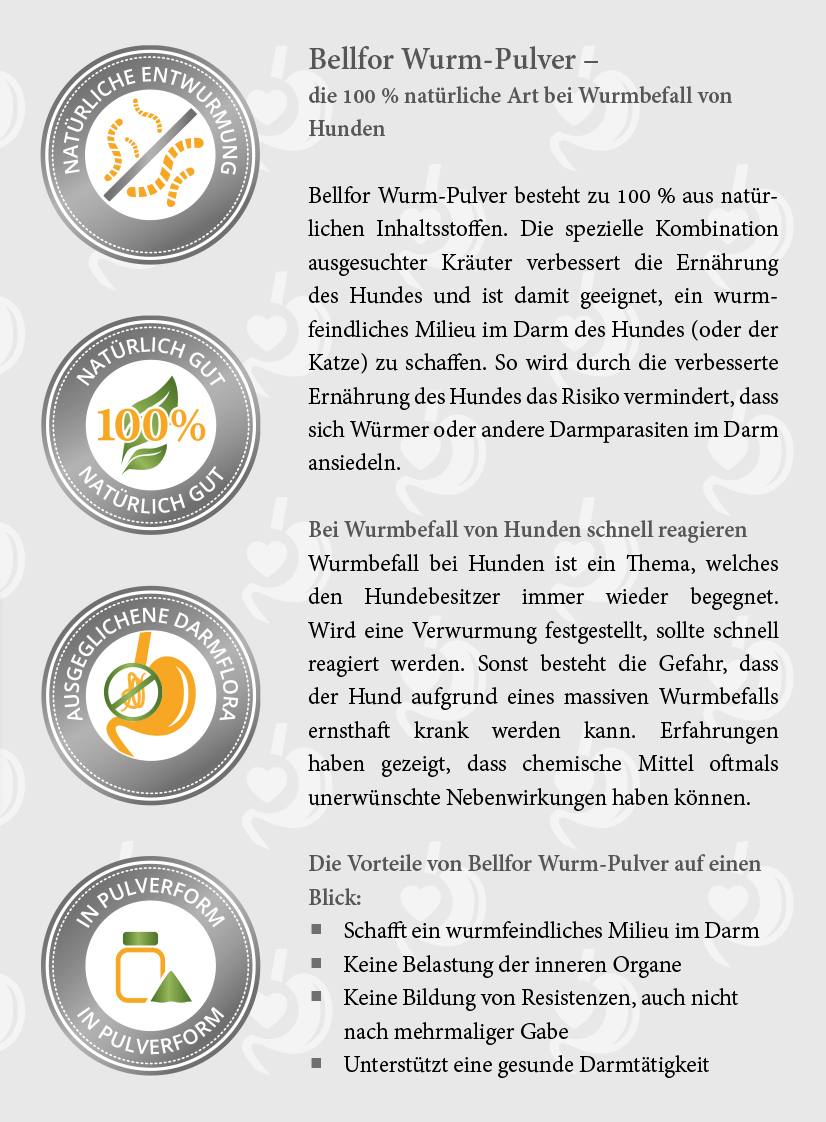 NATÜRLICHE ENTWURMUNG
NATÜRLICH GUT
100%
NATÜRLICH GUT
AUSGEGLICHENE DARMFLORA
IN PULVERFORM
IN PULVERFORM
Bellfor Wurm-Pulver –
die 100 % natürliche Art bei Wurmbefall von
Hunden
Bellfor Wurm-Pulver besteht zu 100 % aus natür-
lichen Inhaltsstoffen. Die spezielle Kombination
ausgesuchter Kräuter verbessert die Ernährung
des Hundes und ist damit geeignet, ein wurm-
feindliches Milieu im Darm des Hundes (oder der
Katze) zu schaffen. So wird durch die verbesserte
Ernährung des Hundes das Risiko vermindert, dass
sich Würmer oder andere Darmparasiten im Darm
ansiedeln.
Bei Wurmbefall von Hunden schnell reagieren
Wurmbefall bei Hunden ist ein Thema, welches
den Hundebesitzer immer wieder begegnet.
Wird eine Verwurmung festgestellt, sollte schnell
reagiert werden. Sonst besteht die Gefahr, dass
der Hund aufgrund eines massiven Wurmbefalls
ernsthaft krank werden kann. Erfahrungen
haben gezeigt, dass chemische Mittel oftmals
unerwünschte Nebenwirkungen haben können.
Die Vorteile von Bellfor Wurm-Pulver auf einen
Blick:
▪ Schafft ein wurmfeindliches Milieu im Darm
▪ Keine Belastung der inneren Organe
▪ Keine Bildung von Resistenzen, auch nicht
nach mehrmaliger Gabe
▪ Unterstützt eine gesunde Darmtätigkeit